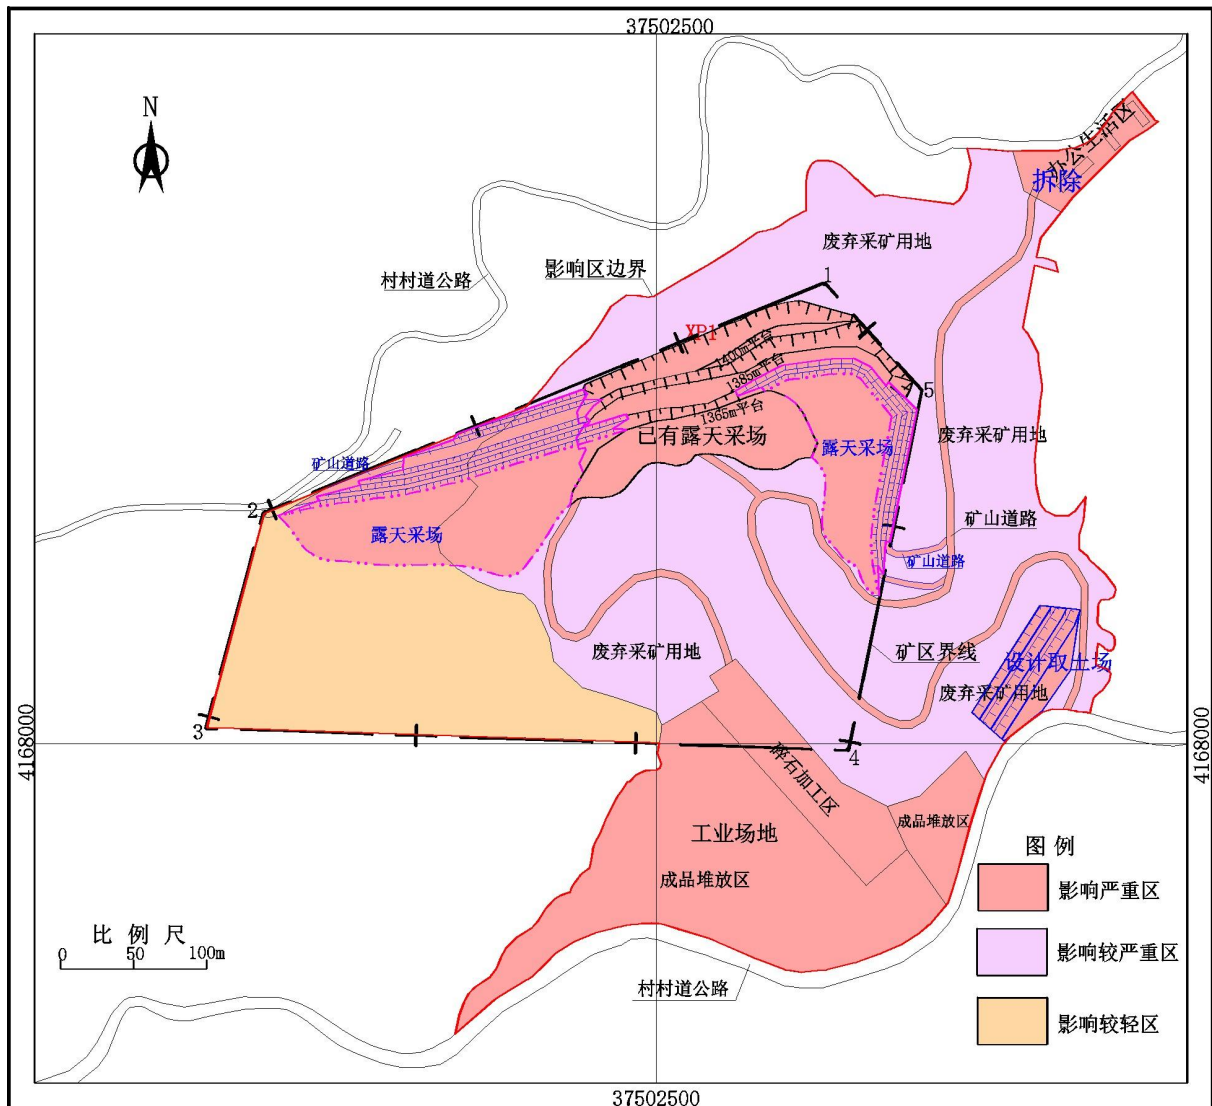 37502500
N
办公生活区
拆除
废弃采矿用地
村村道公路
影响区边界
1
XP1
1400m平台
1385m平台
1365m平台
5
已有露天采场
露天采场
废弃采矿用地
矿山道路
2
露天采场
矿山道路
矿山道路
废弃采矿用地
矿区界线
设计取土场
废弃采矿用地
3
4
4168000
4168000
碎石加工区
工业场地
成品堆放区
成品堆放区
图 例
影响严重区
影响较严重区
影响较轻区
比 例 尺
0 50 100m
村村道公路
37502500